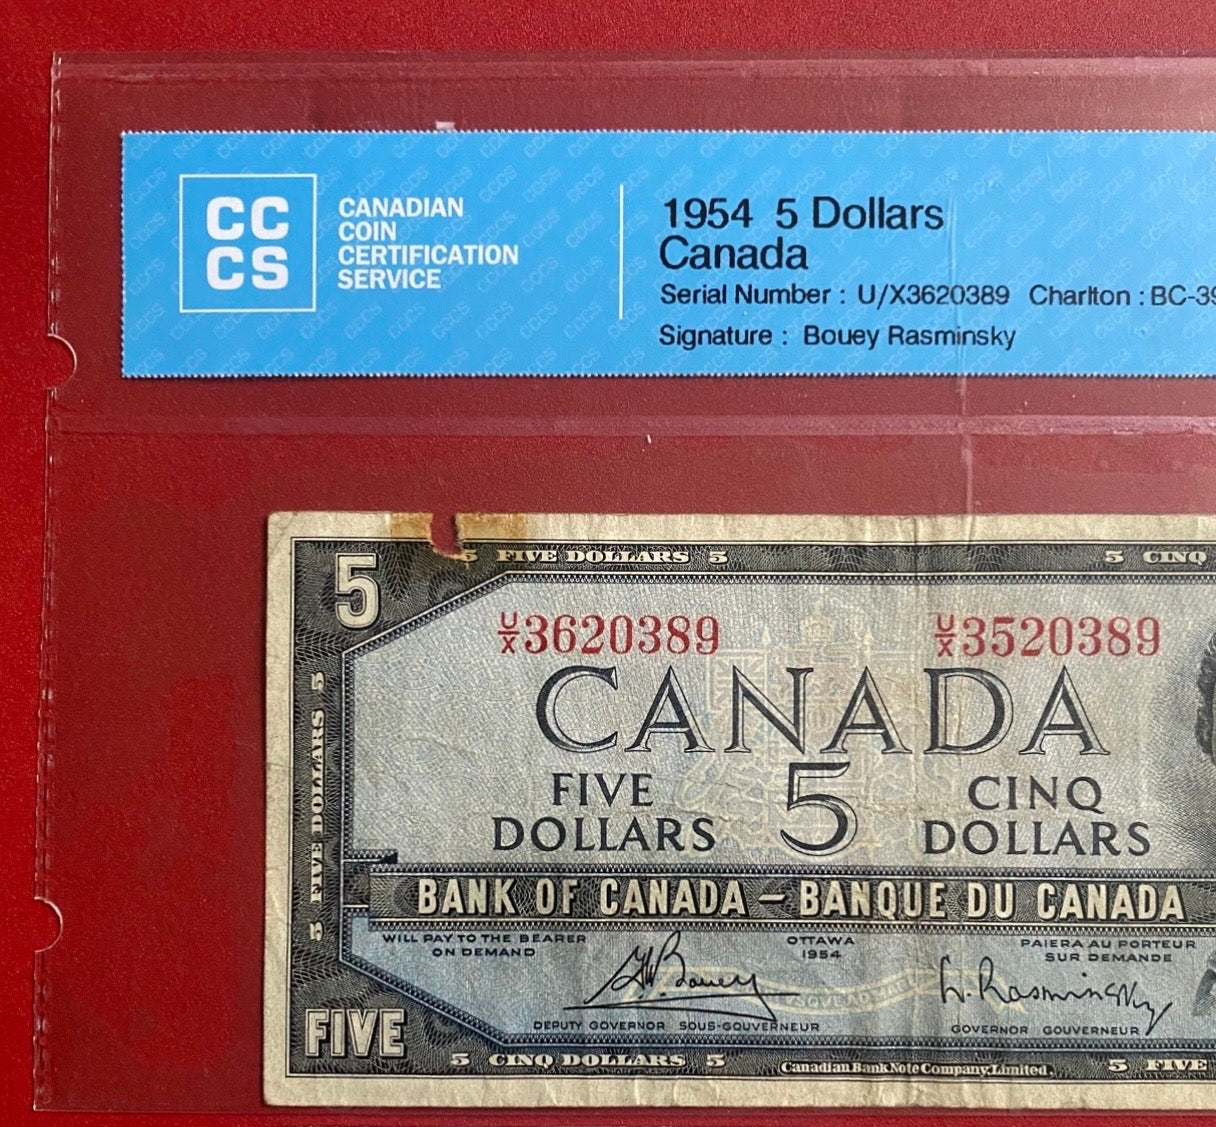 CC
CS
CANADIAN
COIN
CERTIFICATION
SERVICE
1954 5 Dollars
Canada
Serial Number : U/X3620389 Charlton : BC-39
Signature : Bouey Rasminsky
5
5 FIVE DOLLARS 5
5 CINQ
U/X3620389
U/X3520389
CANADA
FIVE
DOLLARS
5
CINQ
DOLLARS
5 FIVE DOLLARS 5
BANK OF CANADA – BANQUE DU CANADA
WILL PAY TO THE BEARER
ON DEMAND
OTTAWA
1954
PAIERA AU PORTEUR
SUR DEMANDE
G.K. Bouey
L. Rasminsky
DEPUTY GOVERNOR SOUS-GOUVERNEUR
GOVERNOR GOUVERNEUR
FIVE
5 CINQ DOLLARS 5
Canadian Bank Note Company, Limited.
5 FIVE